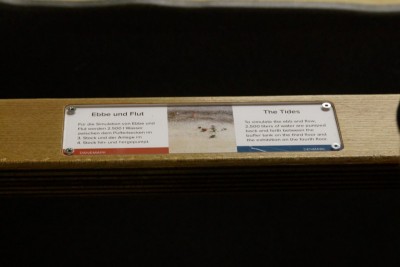 Ebbe und Flut
Für die Simulation von Ebbe und
Flut werden 2.500 l Wasser
zwischen dem Puffertank im
3. Stock und der Anlage im
4. Stock hin- und hergepumpt.
The Tides
To simulate the ebb and flow,
2,500 liters of water are pumped
back and forth between the
buffer tank on the third floor and
the exhibition on the fourth floor.